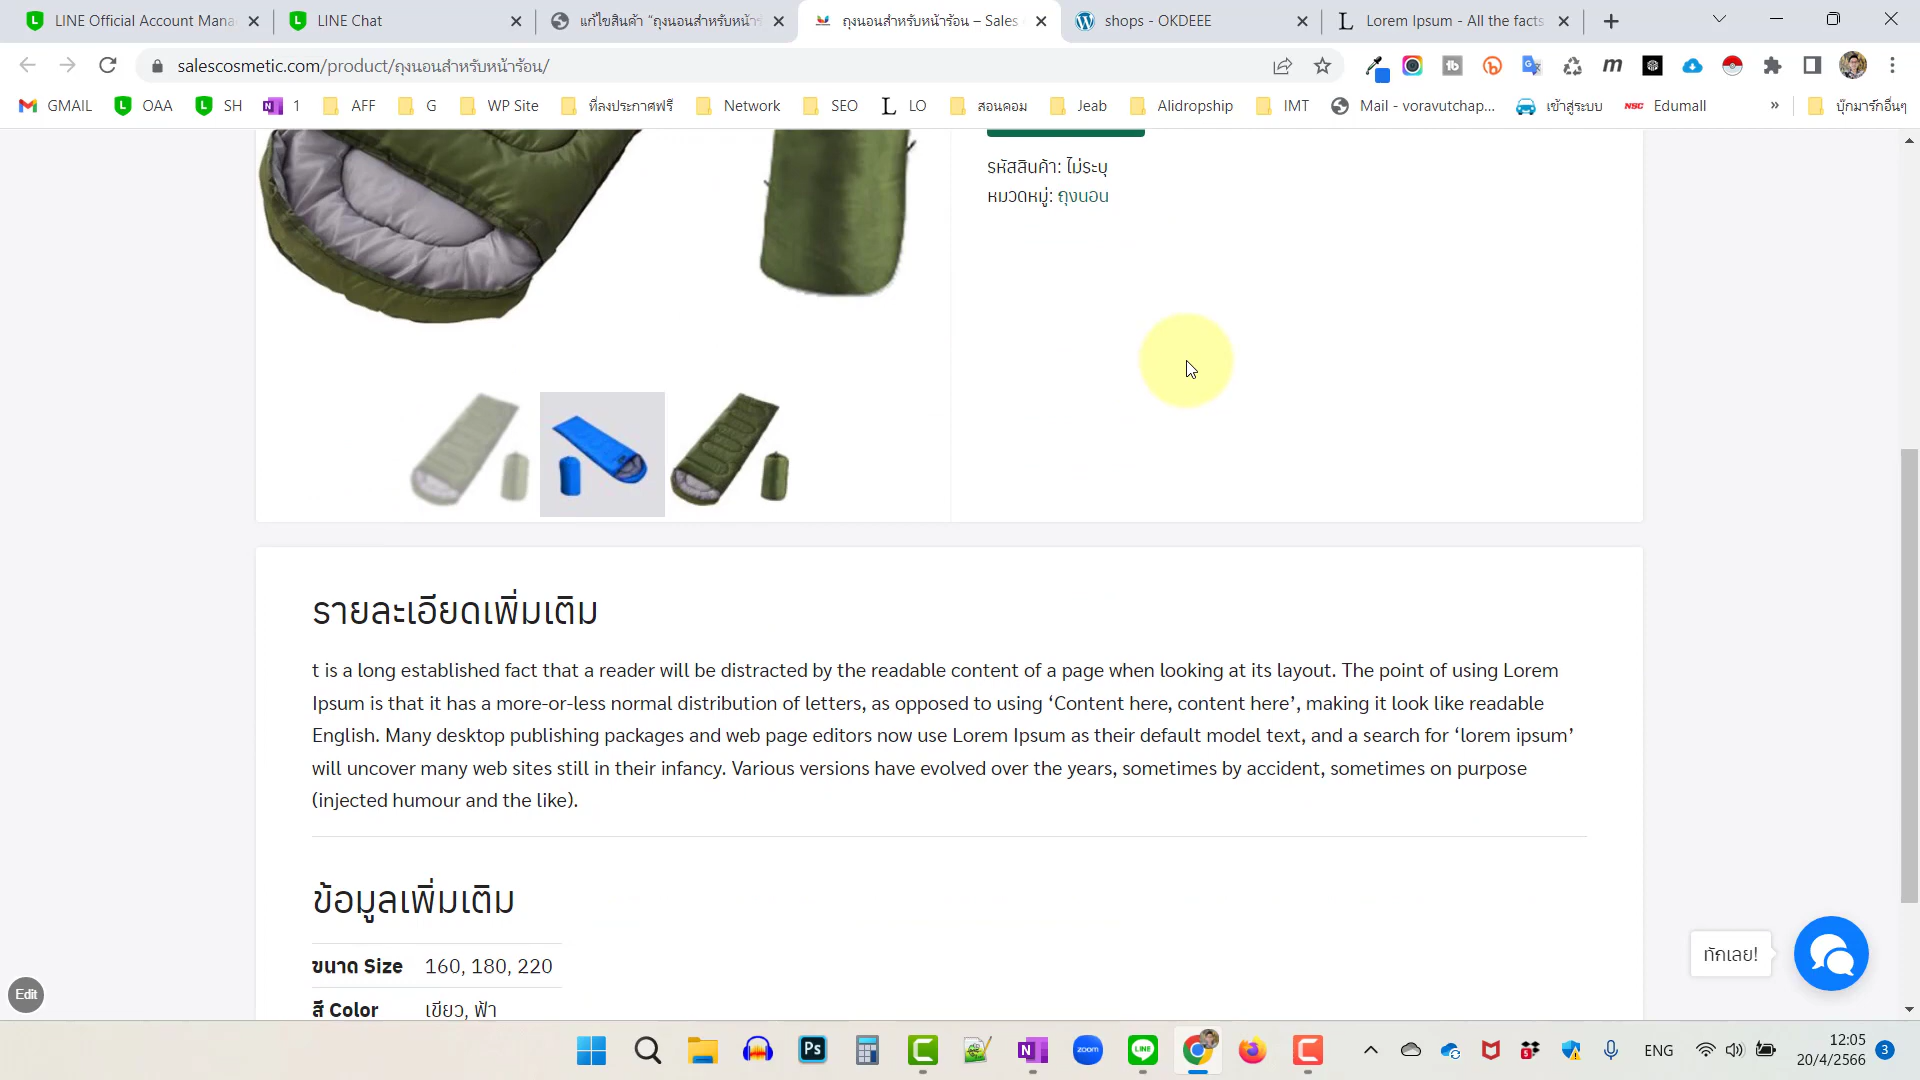 LINE Official Account Mana
LINE Chat
แก้ไขสินค้า “ถุงนอนสำหรับหน้าร้
ถุงนอนสำหรับหน้าร้อน – Sales
shops - OKDEEE
Lorem Ipsum - All the facts
salescosmetic.com/product/ถุงนอนสำหรับหน้าร้อน/
GMAIL
OAA
SH
1
AFF
G
WP Site
ที่ลงประกาศฟรี
Network
SEO
LO
สอนคอม
Jeab
Alidropship
IMT
Mail - voravutchap...
เข้าสู่ระบบ
NSC
Edumall
»
บุ๊กมาร์กอื่นๆ
รหัสสินค้า: ไม่ระบุ
หมวดหมู่: ถุงนอน
รายละเอียดเพิ่มเติม
t is a long established fact that a reader will be distracted by the readable content of a page when looking at its layout. The point of using Lorem
Ipsum is that it has a more-or-less normal distribution of letters, as opposed to using ‘Content here, content here’, making it look like readable
English. Many desktop publishing packages and web page editors now use Lorem Ipsum as their default model text, and a search for ‘lorem ipsum’
will uncover many web sites still in their infancy. Various versions have evolved over the years, sometimes by accident, sometimes on purpose
(injected humour and the like).
ข้อมูลเพิ่มเติม
ขนาด Size 160, 180, 220
สี Color เขียว, ฟ้า
ทักเลย!
Edit
Ps
zoom
LINE
ENG
12:05
20/4/2566
3